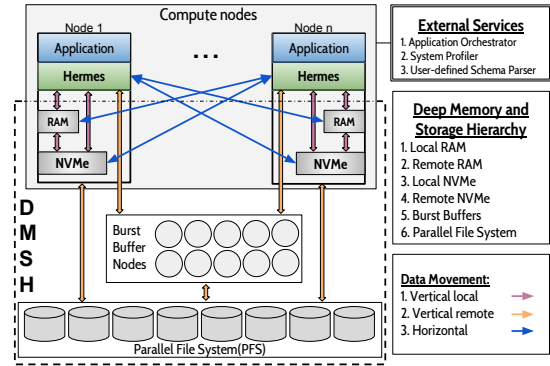 Compute nodes
Node 1
Application
Hermes
RAM
NVMe
...
Node n
Application
Hermes
RAM
NVMe
D
M
S
H
Burst
Buffer
Nodes
Parallel File System(PFS)
External Services
1. Application Orchestrator
2. System Profiler
3. User-defined Schema Parser
Deep Memory and
Storage Hierarchy
1. Local RAM
2. Remote RAM
3. Local NVMe
4. Remote NVMe
5. Burst Buffers
6. Parallel File System
Data Movement:
1. Vertical local
2. Vertical remote
3. Horizontal